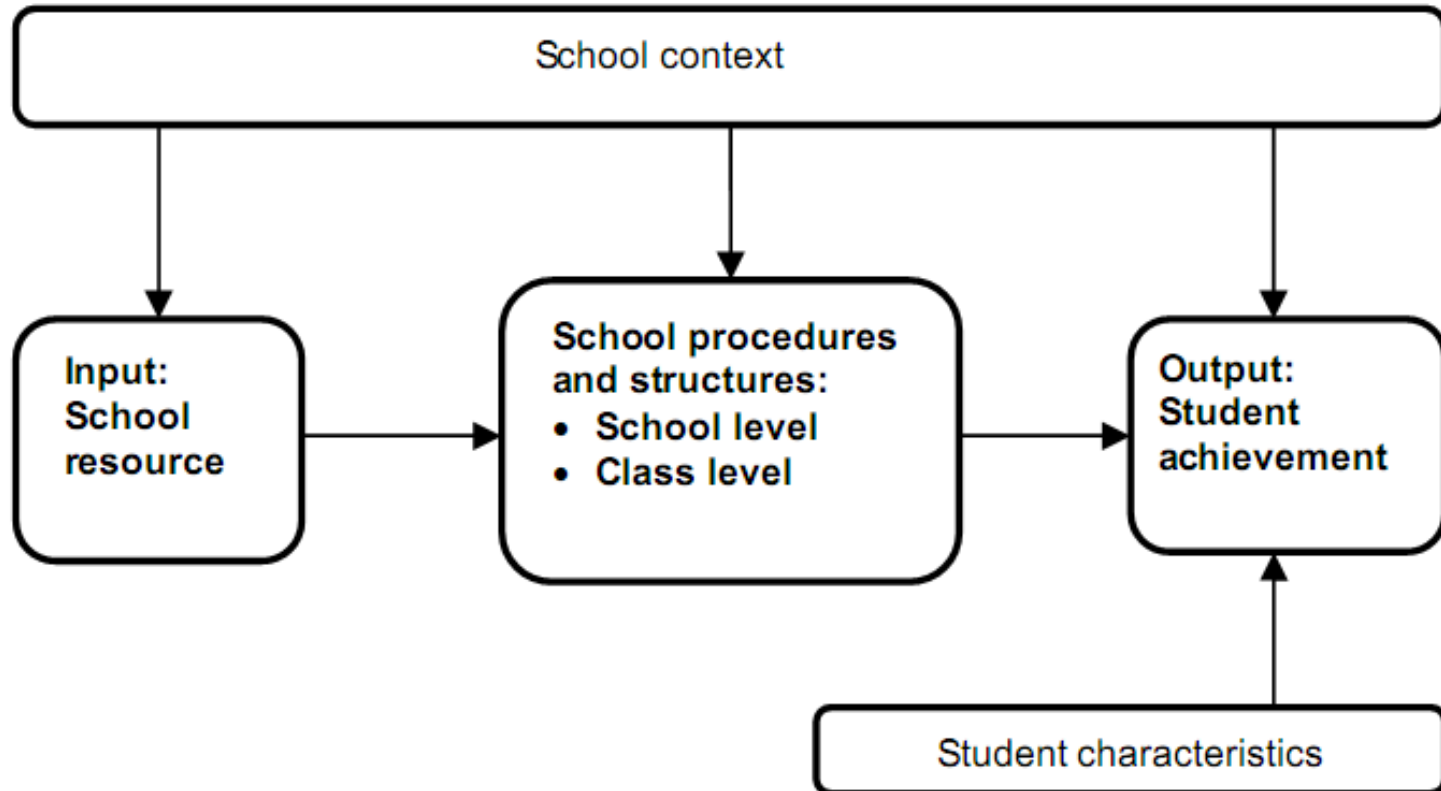 School context
Input:
School
resource
School procedures
and structures:
• School level
• Class level
Output:
Student
achievement
Student characteristics